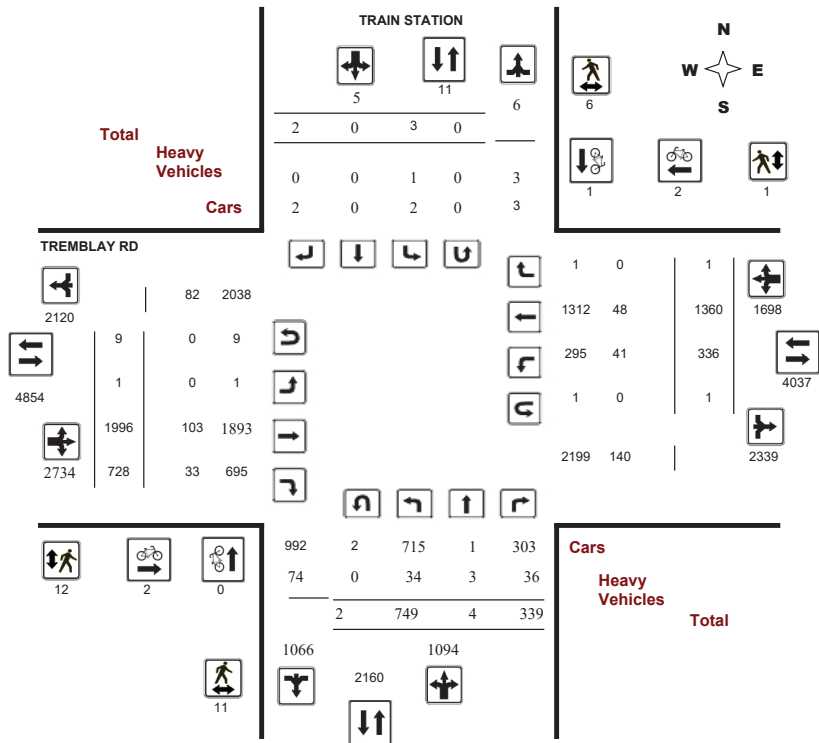 TRAIN STATION
N
W E
S
5 11 6
6
2 0 3 0
Total
Heavy
Vehicles
0 0 1 0 3
Cars 2 0 2 0 3
1 2 1
TREMBLAY RD
2120 82 2038
9 0 9
4854
1 0 1
1996 103 1893
2734 728 33 695
1 0 1
1312 48 1360 1698
295 41 336
4037
1 0 1
2199 140 2339
992 2 715 1 303
74 0 34 3 36
2 749 4 339
1066 1094
2160
12 2 0
11
Cars
Heavy
Vehicles
Total